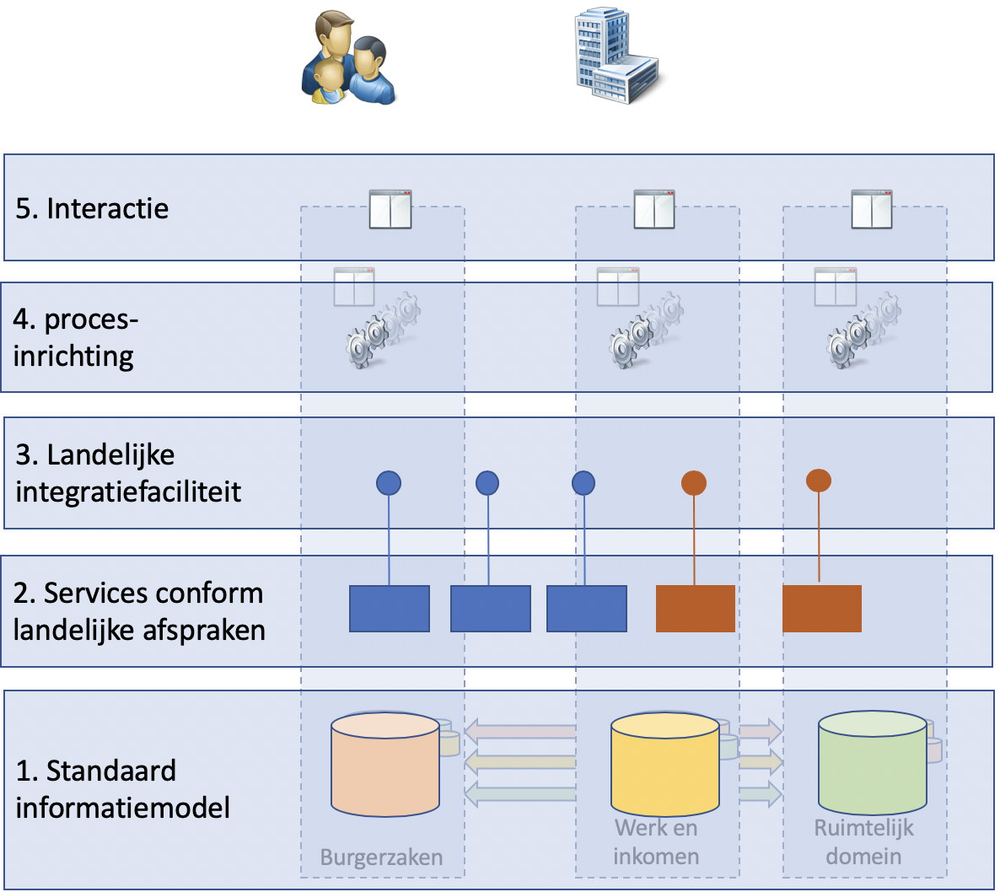 5. Interactie
4. proces-
inrichting
3. Landelijke
integratiefaciliteit
2. Services conform
landelijke afspraken
1. Standaard
informatiemodel
Burgerzaken
Werk en
inkomen
Ruimtelijk
domein